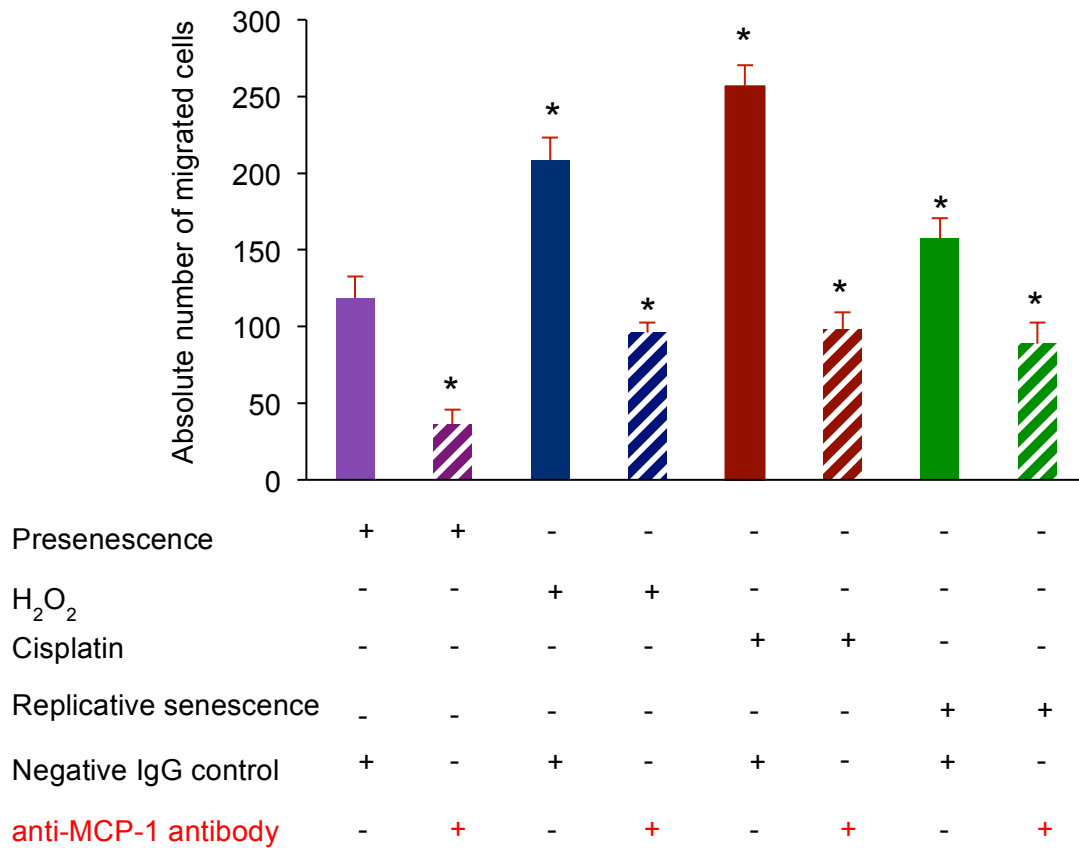 Absolute number of migrated cells
300
250
200
150
100
50
0
* * * * * * *
Presenescence + + - - - - - -
H₂O₂ - - + + - - - -
Cisplatin - - - - + + - -
Replicative senescence - - - - - - + +
Negative IgG control + - + - + - + -
anti-MCP-1 antibody - + - + - + - +